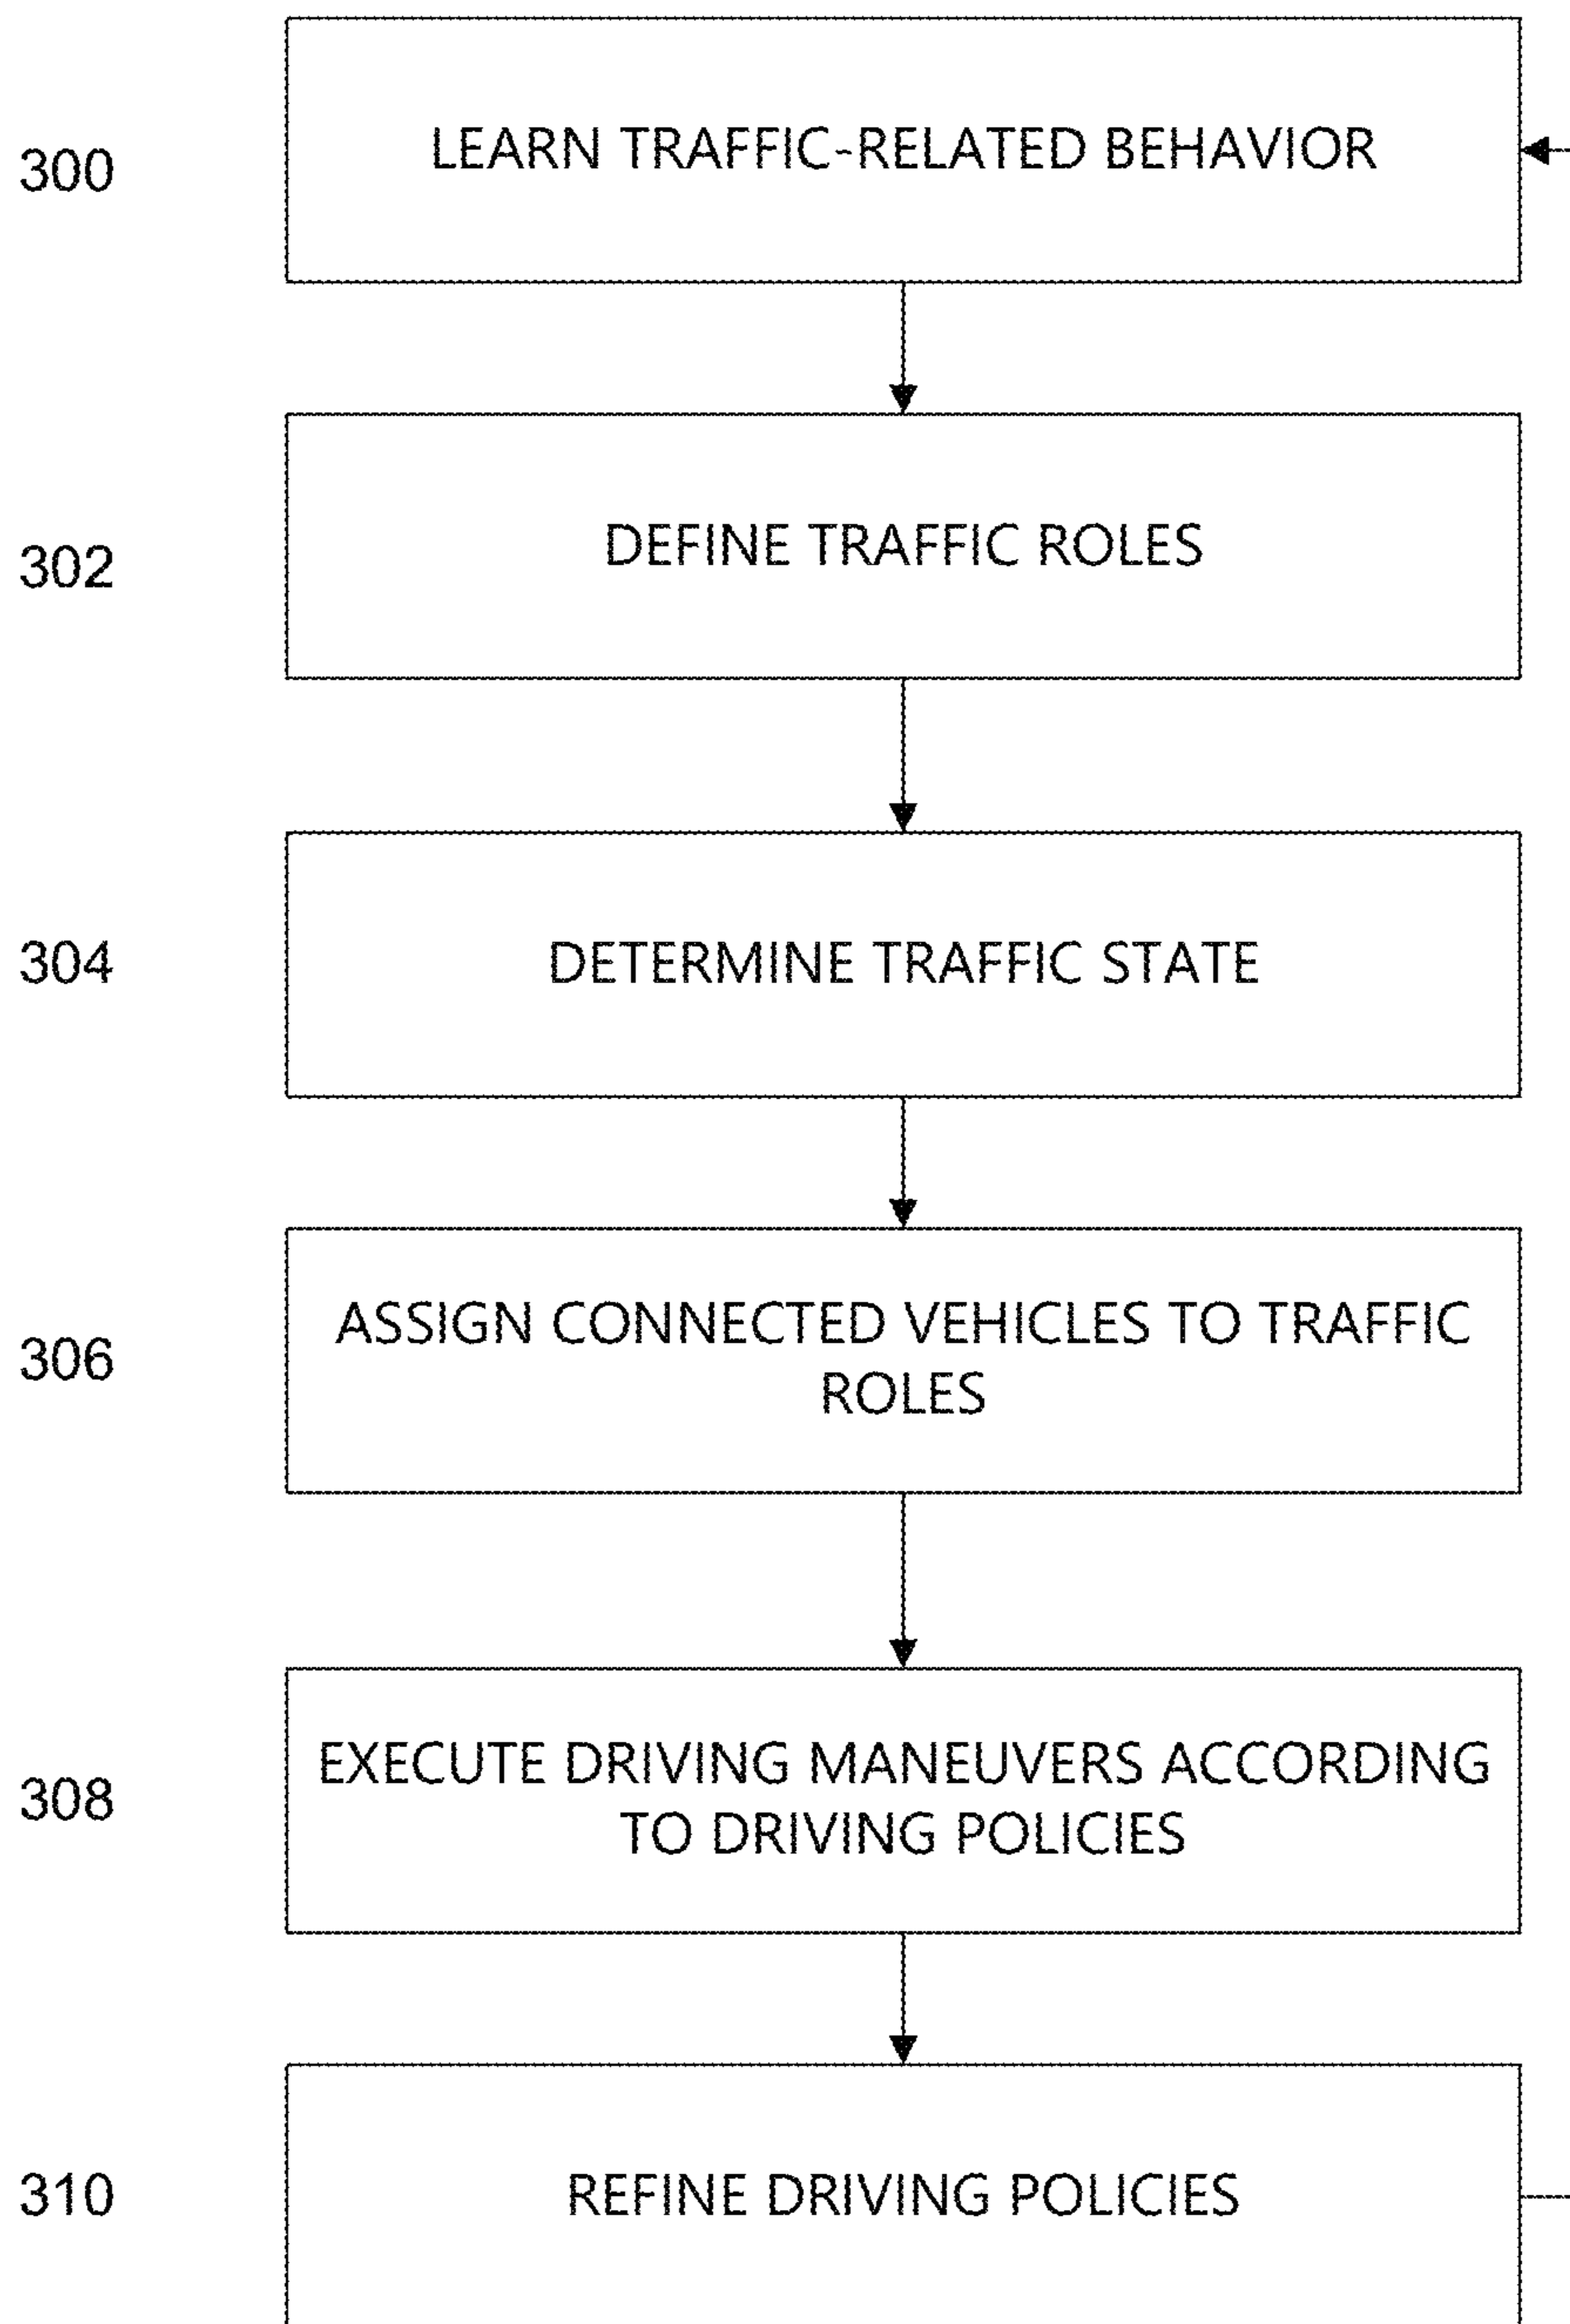 300
LEARN TRAFFIC-RELATED BEHAVIOR
302
DEFINE TRAFFIC ROLES
304
DETERMINE TRAFFIC STATE
306
ASSIGN CONNECTED VEHICLES TO TRAFFIC
ROLES
308
EXECUTE DRIVING MANEUVERS ACCORDING
TO DRIVING POLICIES
310
REFINE DRIVING POLICIES